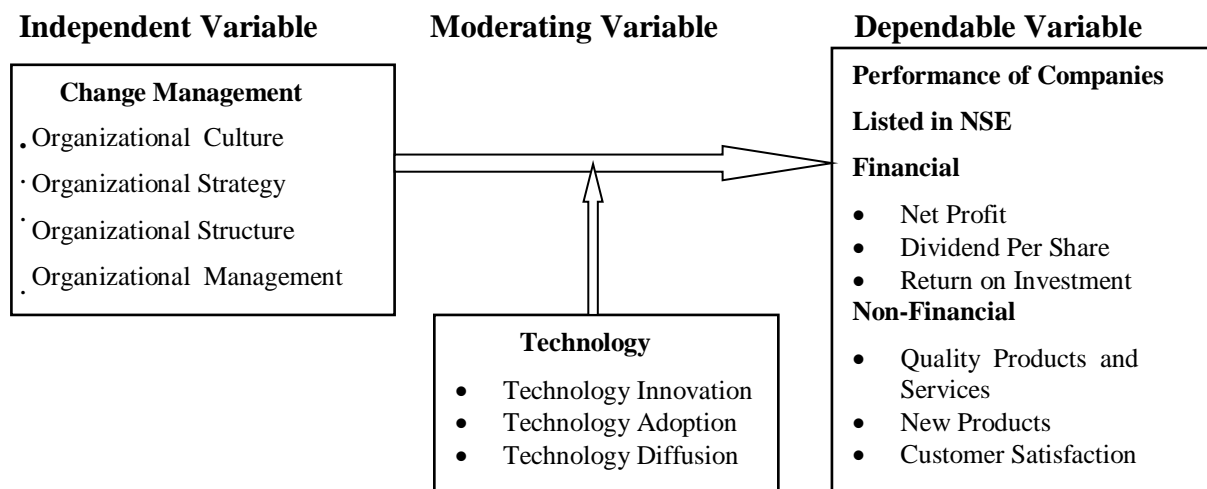 Independent Variable
Moderating Variable
Dependable Variable
Change Management
Organizational Culture
Organizational Strategy
Organizational Structure
Organizational Management
Technology
• Technology Innovation
• Technology Adoption
• Technology Diffusion
Performance of Companies
Listed in NSE
Financial
• Net Profit
• Dividend Per Share
• Return on Investment
Non-Financial
• Quality Products and
Services
• New Products
• Customer Satisfaction